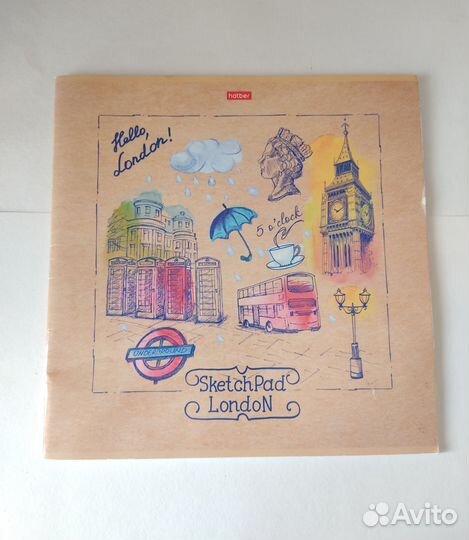 hatber
Hello,
London!
5 o'clock
UNDERGROUND
SketchPad
LondoN
Avito